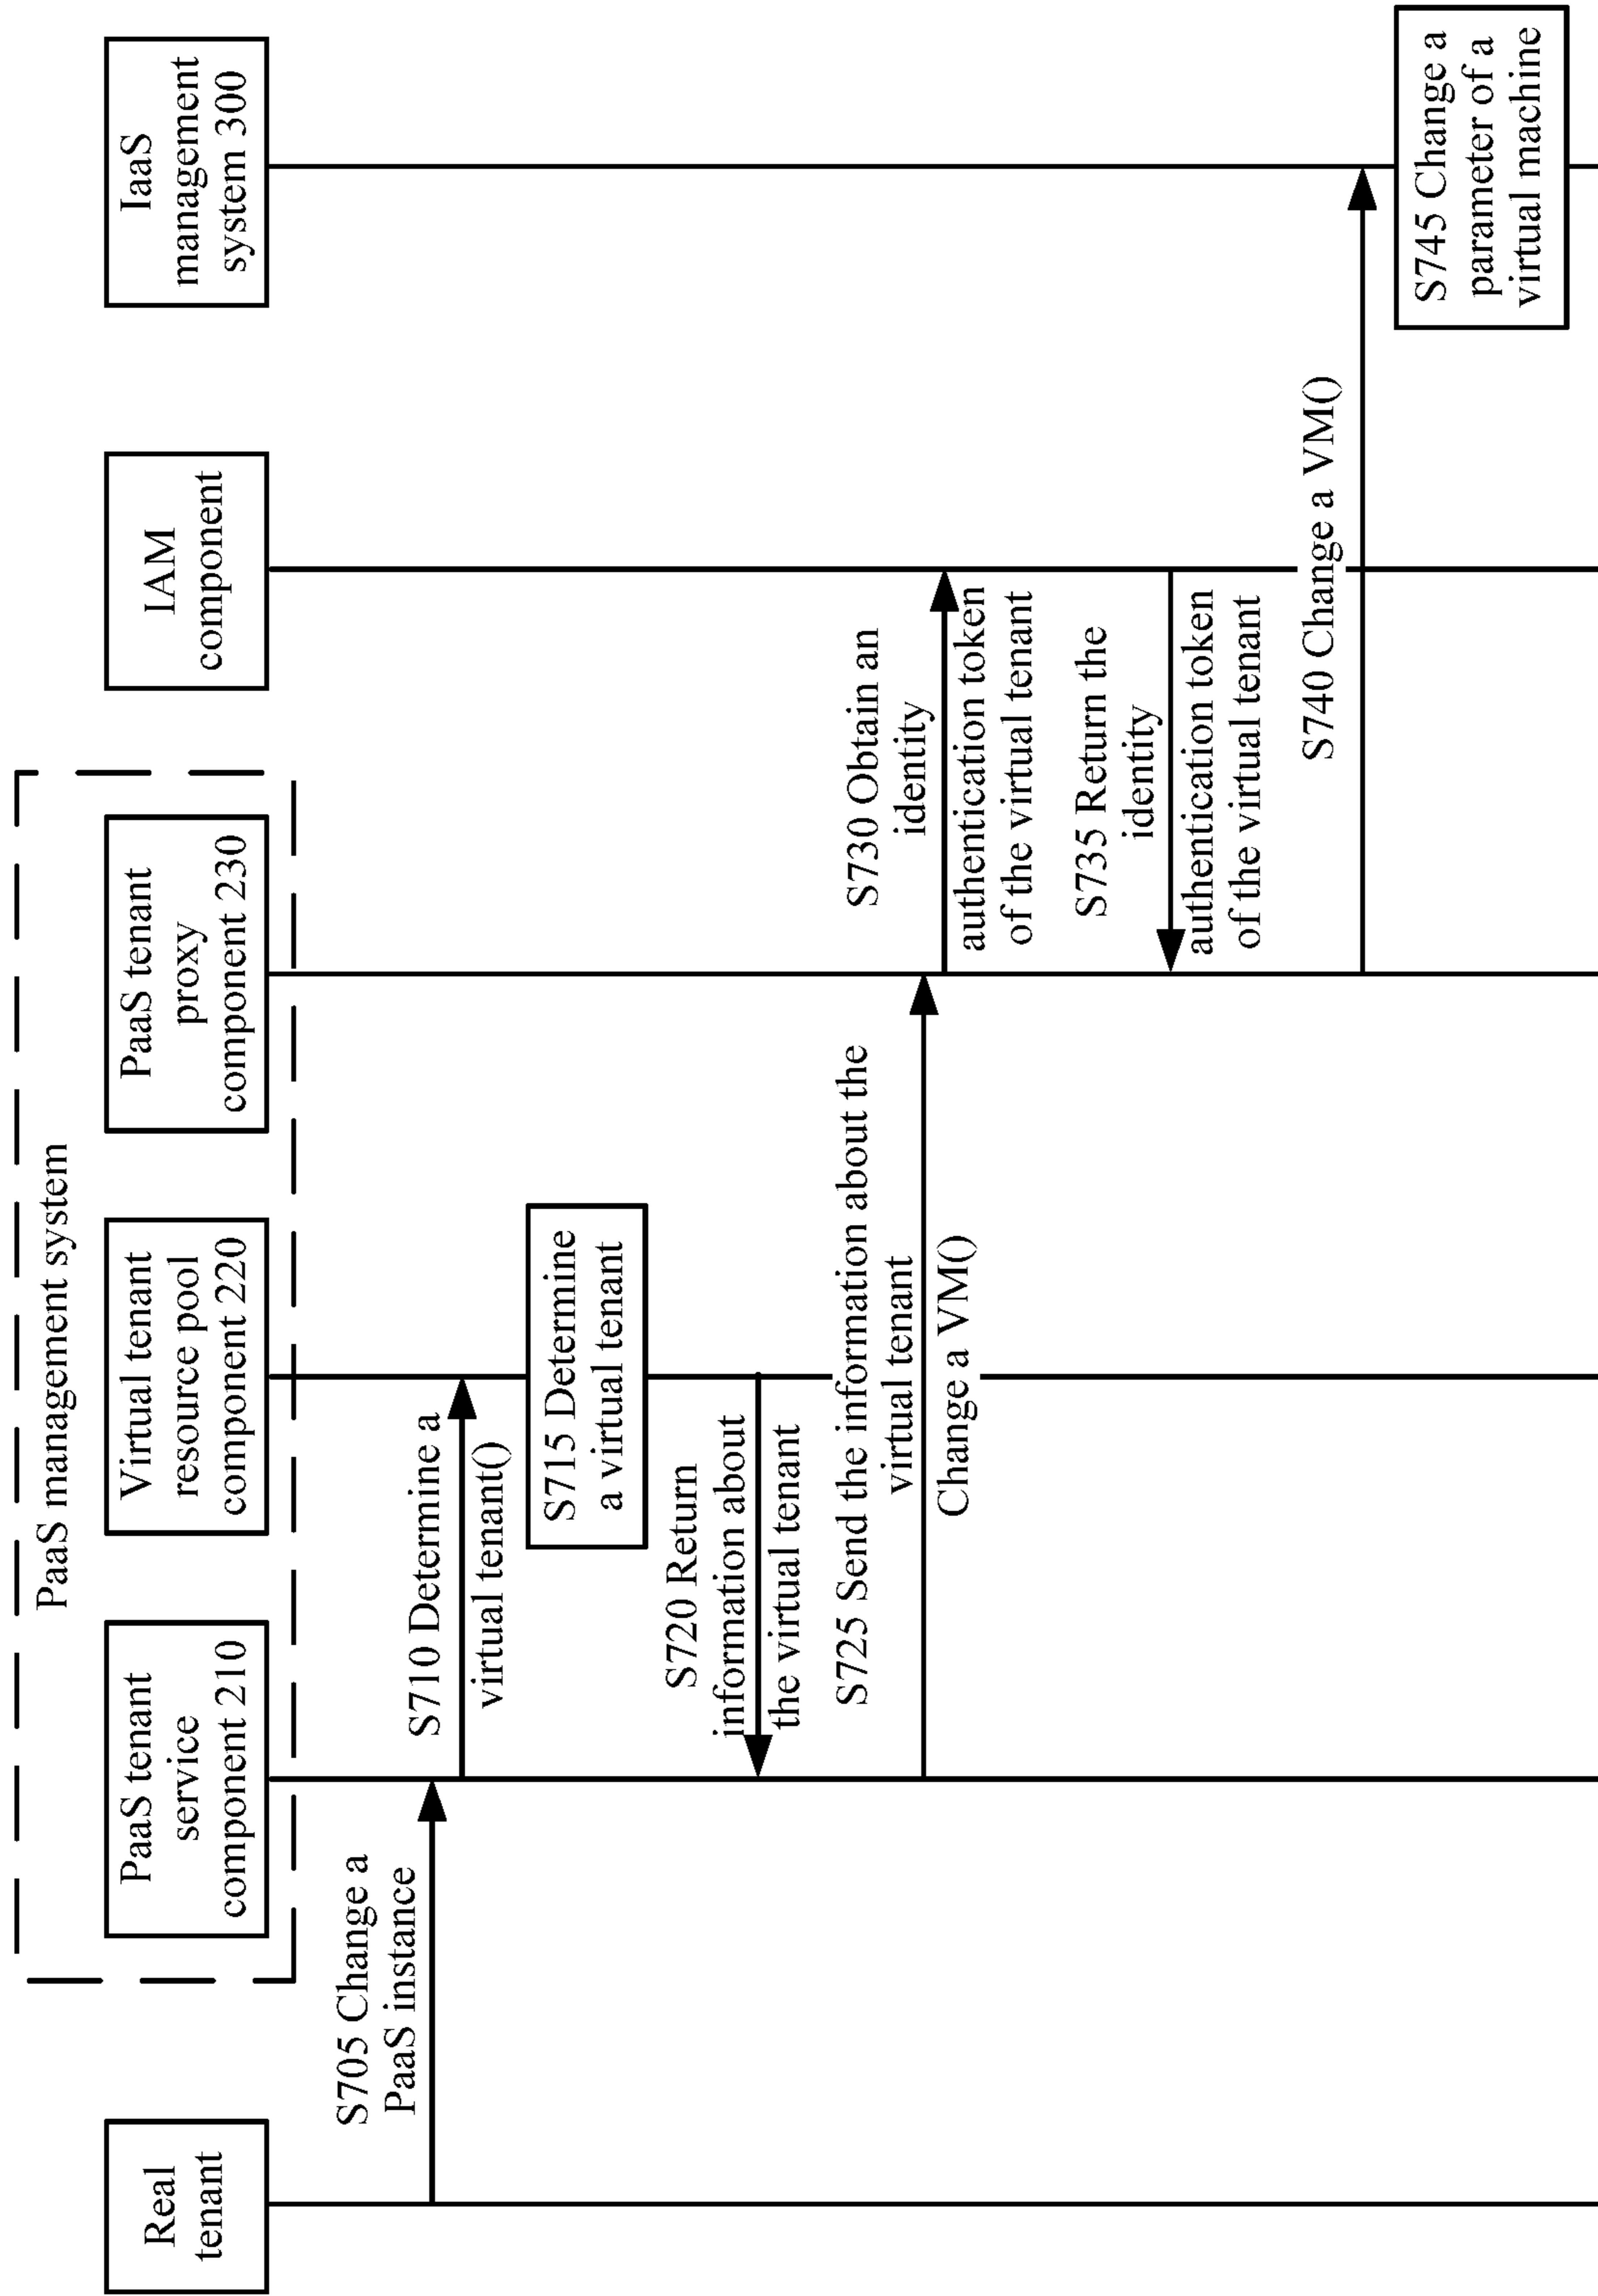 PaaS management system
Real
tenant
PaaS tenant
service
component 210
Virtual tenant
resource pool
component 220
PaaS tenant
proxy
component 230
IAM
component
IaaS
management
system 300
S705 Change a
PaaS instance
S710 Determine a
virtual tenant()
S715 Determine
a virtual tenant
S720 Return
information about
the virtual tenant
S725 Send the information about the
virtual tenant
Change a VM()
S730 Obtain an
identity
authentication token
of the virtual tenant
S735 Return the
identity
authentication token
of the virtual tenant
S740 Change a VM()
S745 Change a
parameter of a
virtual machine